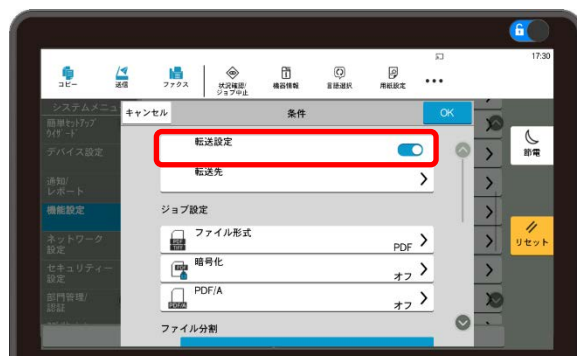 17:30
コピー
送信
ファクス
状況確認/
ジョブ中止
機器情報
言語選択
用紙設定
システムメニュ
簡単セットアップ
ウィザード
デバイス設定
通知/
レポート
機能設定
ネットワーク
設定
セキュリティー
設定
部門管理/
認証
キャンセル
条件
OK
転送設定
転送先
ジョブ設定
ファイル形式
PDF
暗号化
オフ
PDF/A
オフ
ファイル分割
節電
リセット